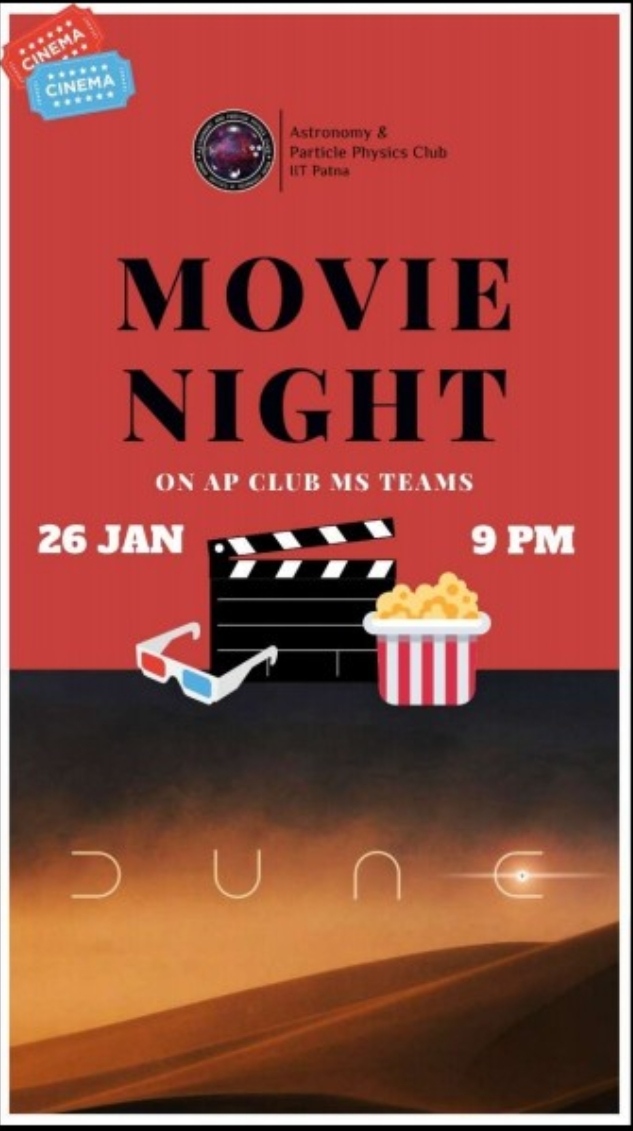 CINEMA
CINEMA
Astronomy &
Particle Physics Club
IIT Patna
MOVIE
NIGHT
ON AP CLUB MS TEAMS
26 JAN
9 PM
DUNE